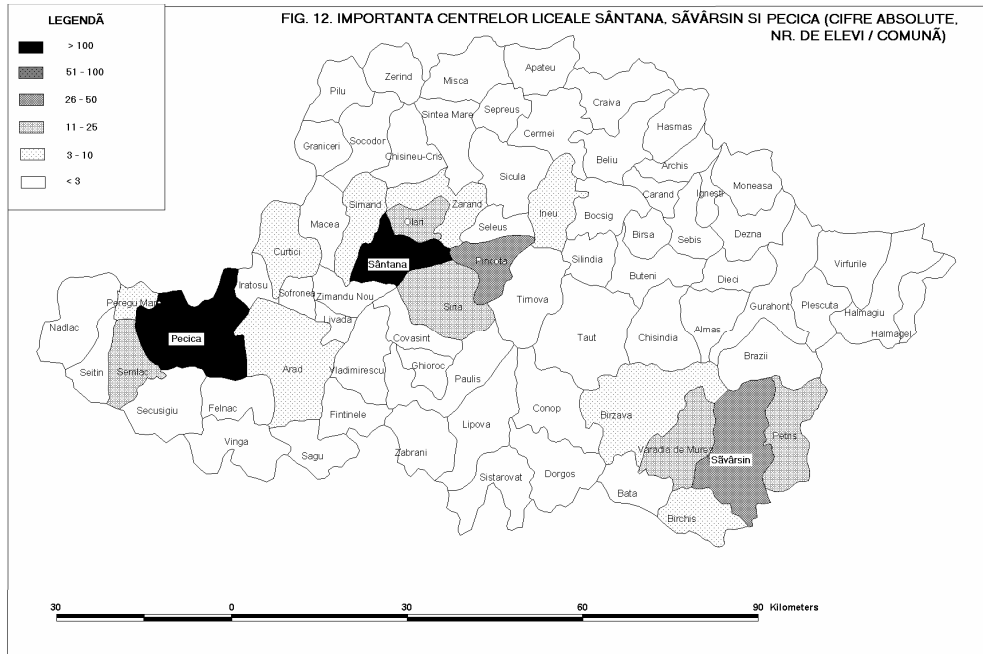 LEGENDÃ
> 100
51 - 100
26 - 50
11 - 25
3 - 10
< 3
FIG. 12. IMPORTANTA CENTRELOR LICEALE SÂNTANA, SÃVÂRSIN SI PECICA (CIFRE ABSOLUTE,
NR. DE ELEVI / COMUNÃ)
Apateu
Zerind
Misca
Pilu
Craiva
Sepreus
Sintea Mare
Hasmas
Cermei
Socodor
Graniceri
Chisineu-Cris
Beliu
Archis
Sicula
Moneasa
Ignesti
Carand
Simand
Zarand
Ineu
Bocsig
Macea
Olari
Seleus
Birsa
Sebis
Dezna
Curtici
Sântana
Pincota
Silindia
Virfurile
Buteni
Dieci
Iratosu
Sofronea
Zimandu Nou
Peregu Mare
Siria
Timova
Gurahont
Plescuta
Halmagiu
Livada
Nadlac
Almas
Halmagel
Pecica
Covasint
Taut
Chisindia
Brazii
Ghioroc
Seitin
Semlac
Arad
Vladimirescu
Paulis
Secusigiu
Felnac
Fintinele
Conop
Birzava
Lipova
Vinga
Petris
Zabrani
Varadia de Mures
Sagu
Sãvârsin
Sistarovat
Dorgos
Bata
Birchis
30 0 30 60 90 Kilometers